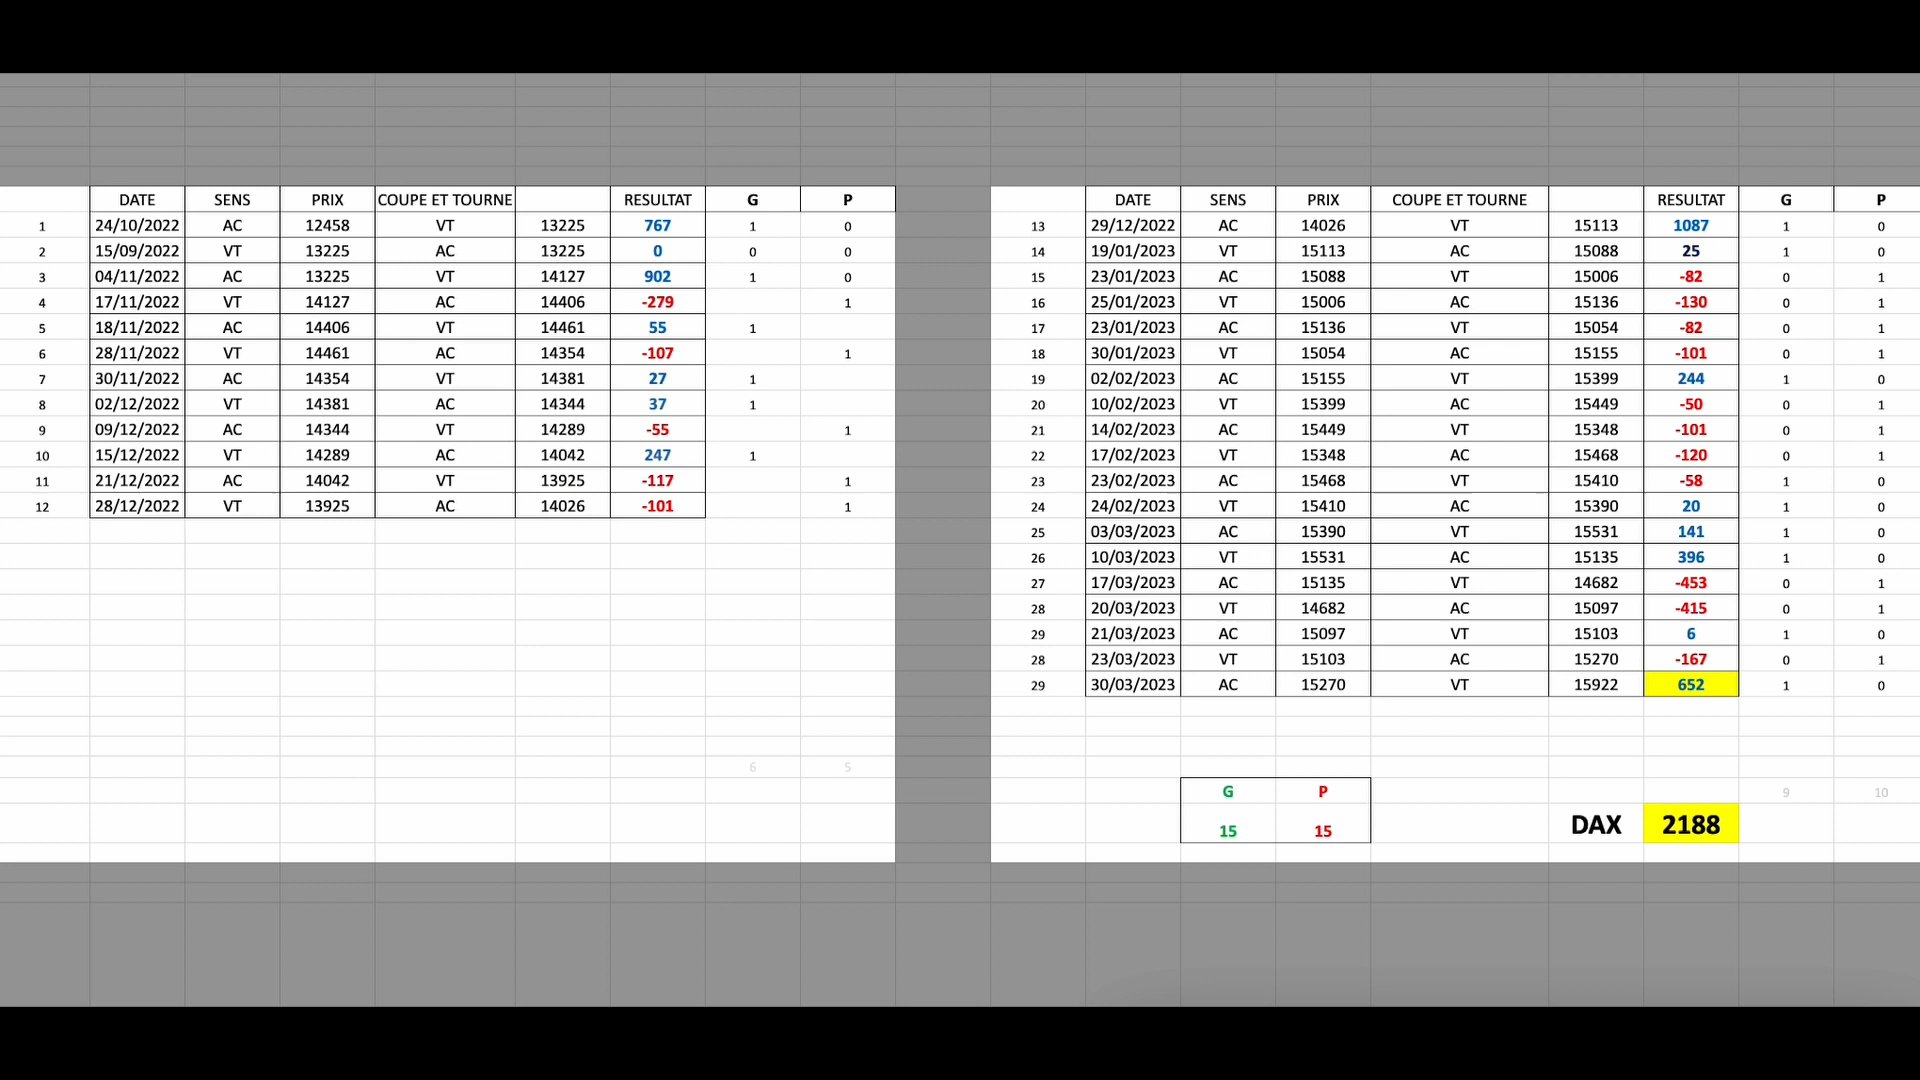 DATE SENS PRIX COUPE ET TOURNE RESULTAT G P
1 24/10/2022 AC 12458 VT 13225 767 1 0
2 15/09/2022 VT 13225 AC 13225 0 0 0
3 04/11/2022 AC 13225 VT 14127 902 1 0
4 17/11/2022 VT 14127 AC 14406 -279 1
5 18/11/2022 AC 14406 VT 14461 55 1
6 28/11/2022 VT 14461 AC 14354 -107 1
7 30/11/2022 AC 14354 VT 14381 27 1
8 02/12/2022 VT 14381 AC 14344 37 1
9 09/12/2022 AC 14344 VT 14289 -55 1
10 15/12/2022 VT 14289 AC 14042 247 1
11 21/12/2022 AC 14042 VT 13925 -117 1
12 28/12/2022 VT 13925 AC 14026 -101 1
6 5
DATE SENS PRIX COUPE ET TOURNE RESULTAT G P
13 29/12/2022 AC 14026 VT 15113 1087 1 0
14 19/01/2023 VT 15113 AC 15088 25 1 0
15 23/01/2023 AC 15088 VT 15006 -82 0 1
16 25/01/2023 VT 15006 AC 15136 -130 0 1
17 23/01/2023 AC 15136 VT 15054 -82 0 1
18 30/01/2023 VT 15054 AC 15155 -101 0 1
19 02/02/2023 AC 15155 VT 15399 244 1 0
20 10/02/2023 VT 15399 AC 15449 -50 0 1
21 14/02/2023 AC 15449 VT 15348 -101 0 1
22 17/02/2023 VT 15348 AC 15468 -120 0 1
23 23/02/2023 AC 15468 VT 15410 -58 1 0
24 24/02/2023 VT 15410 AC 15390 20 1 0
25 03/03/2023 AC 15390 VT 15531 141 1 0
26 10/03/2023 VT 15531 AC 15135 396 1 0
27 17/03/2023 AC 15135 VT 14682 -453 0 1
28 20/03/2023 VT 14682 AC 15097 -415 0 1
29 21/03/2023 AC 15097 VT 15103 6 1 0
28 23/03/2023 VT 15103 AC 15270 -167 0 1
29 30/03/2023 AC 15270 VT 15922 652 1 0
G P 9 10
15 15 DAX 2188